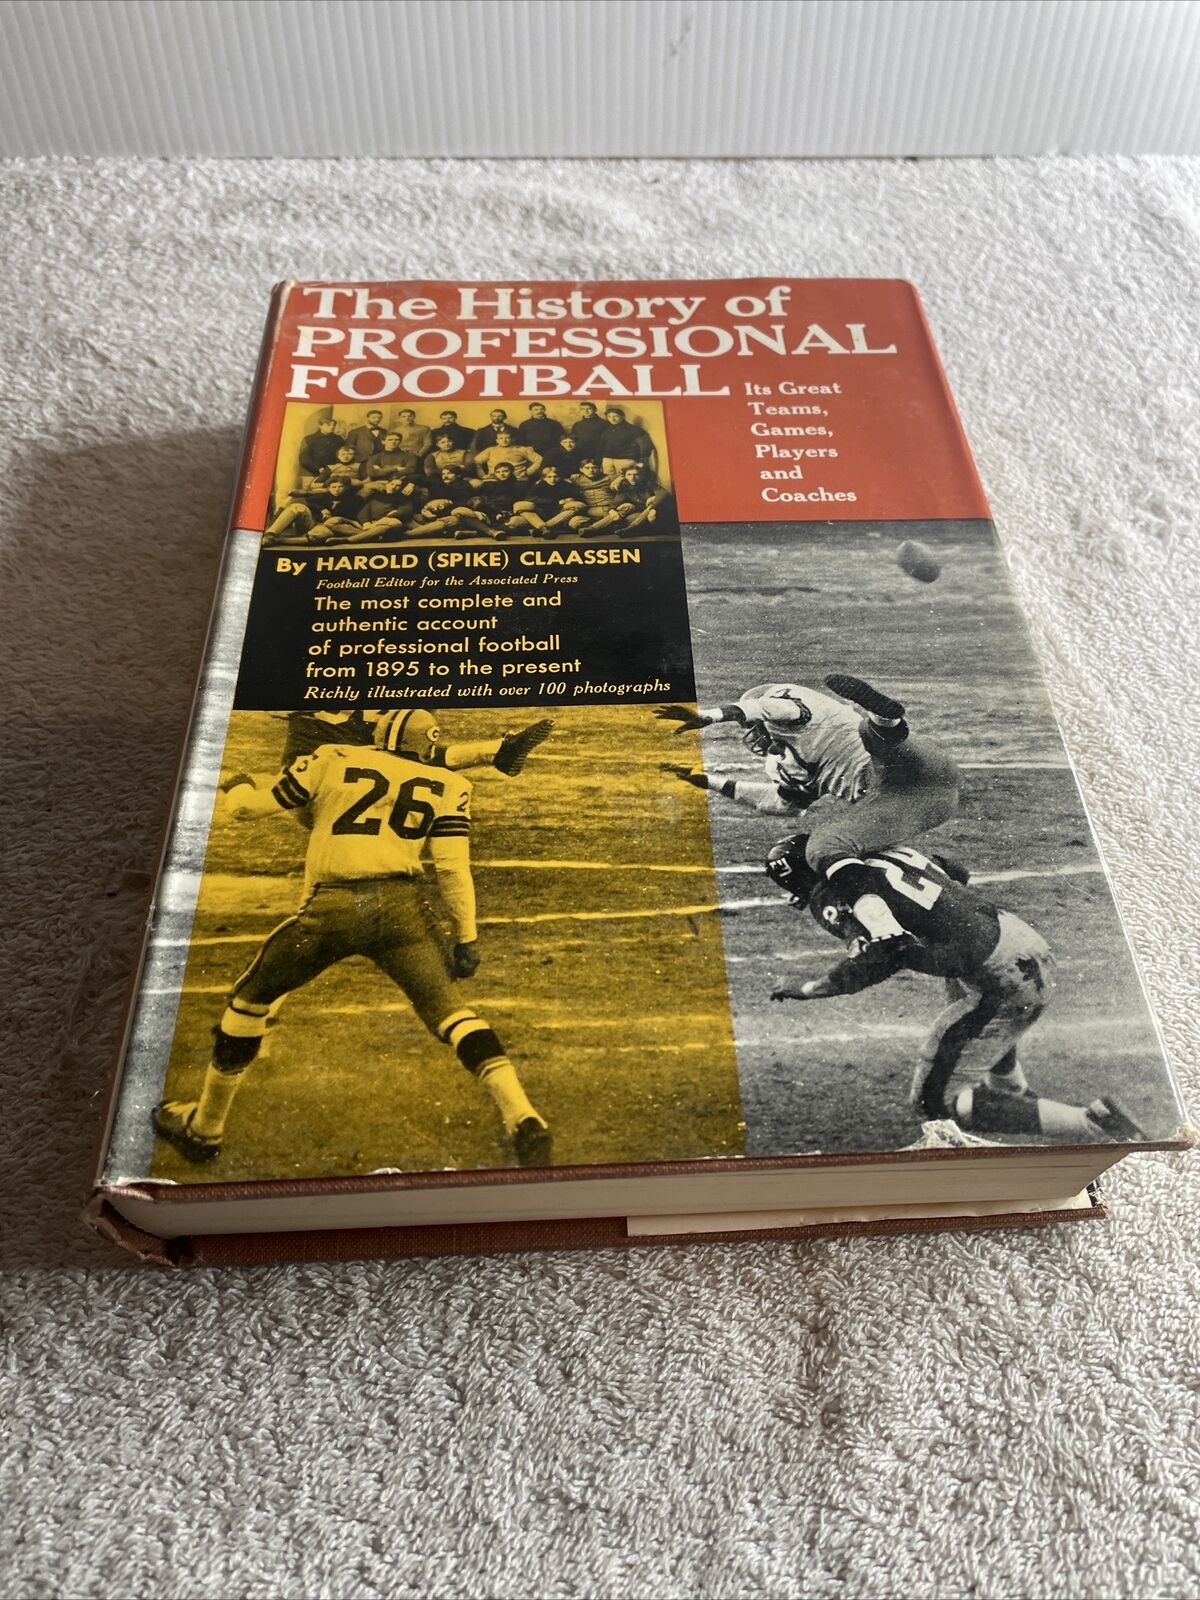 The History of
PROFESSIONAL
FOOTBALL
Its Great
Teams,
Games,
Players
and
Coaches
By HAROLD (SPIKE) CLAASSEN
Football Editor for the Associated Press
The most complete and
authentic account
of professional football
from 1895 to the present
Richly illustrated with over 100 photographs
G
26
26
24